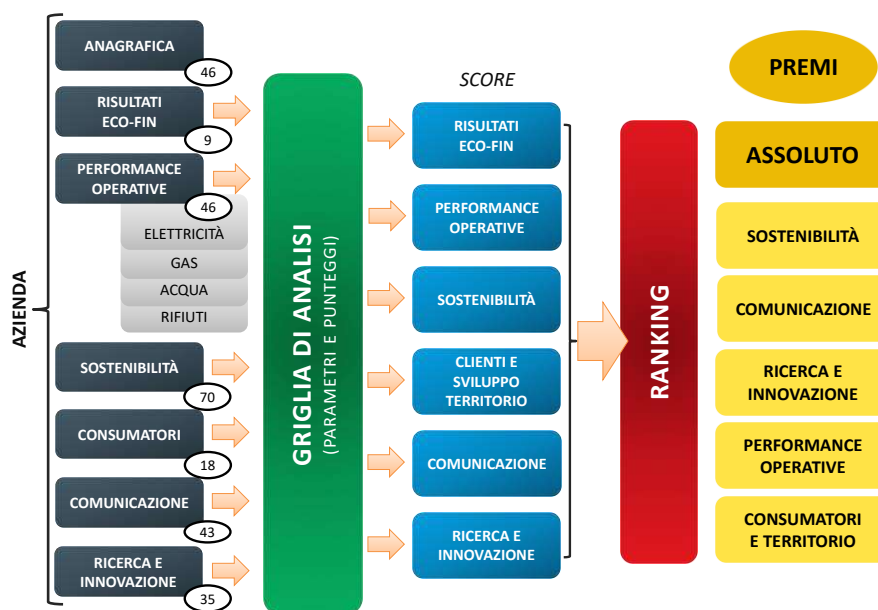 AZIENDA
ANAGRAFICA
46
RISULTATI
ECO-FIN
9
PERFORMANCE
OPERATIVE
46
ELETTRICITÀ
GAS
ACQUA
RIFIUTI
SOSTENIBILITÀ
70
CONSUMATORI
18
COMUNICAZIONE
43
RICERCA E
INNOVAZIONE
35
GRIGLIA DI ANALISI
(PARAMETRI E PUNTEGGI)
SCORE
RISULTATI
ECO-FIN
PERFORMANCE
OPERATIVE
SOSTENIBILITÀ
CLIENTI E
SVILUPPO
TERRITORIO
COMUNICAZIONE
RICERCA E
INNOVAZIONE
RANKING
PREMI
ASSOLUTO
SOSTENIBILITÀ
COMUNICAZIONE
RICERCA E
INNOVAZIONE
PERFORMANCE
OPERATIVE
CONSUMATORI
E TERRITORIO